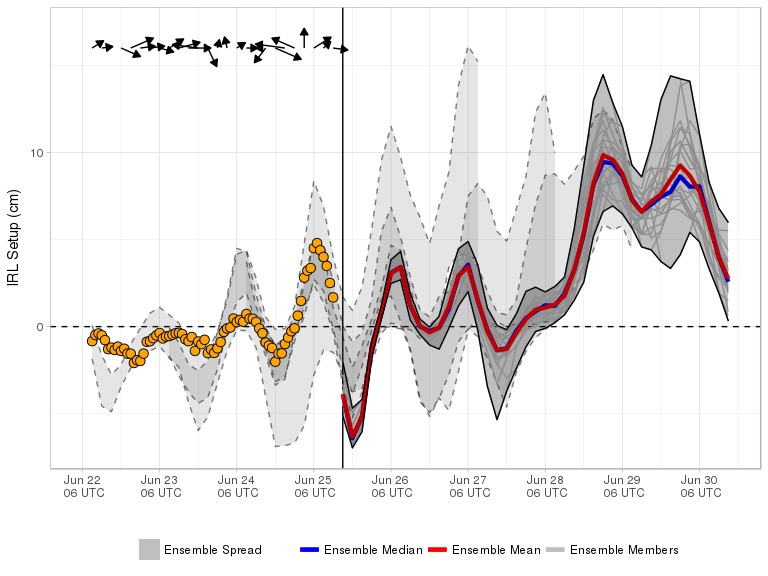 IRL Setup (cm)
10
0
Jun 22 Jun 23 Jun 24 Jun 25 Jun 26 Jun 27 Jun 28 Jun 29 Jun 30
06 UTC 06 UTC 06 UTC 06 UTC 06 UTC 06 UTC 06 UTC 06 UTC 06 UTC
Ensemble Spread Ensemble Median Ensemble Mean Ensemble Members